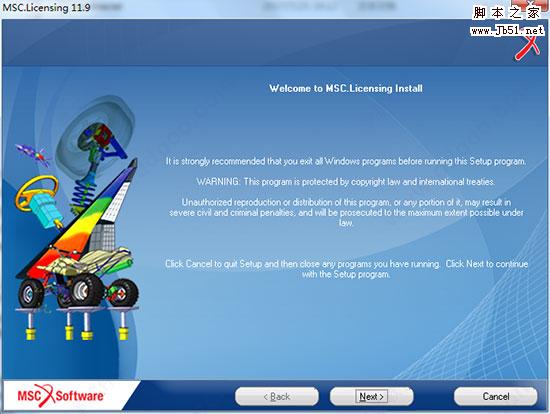 MSC.Licensing 11.9
脚本之家
www.Jb51.net
Welcome to MSC.Licensing Install
It is strongly recommended that you exit all Windows programs before running this Setup program.
WARNING: This program is protected by copyright law and international treaties.
Unauthorized reproduction or distribution of this program, or any portion of it, may result in
severe civil and criminal penalties, and will be prosecuted to the maximum extent possible under
law.
Click Cancel to quit Setup and then close any programs you have running. Click Next to continue
with the Setup program.
MSC Software
< Back
Next >
Cancel